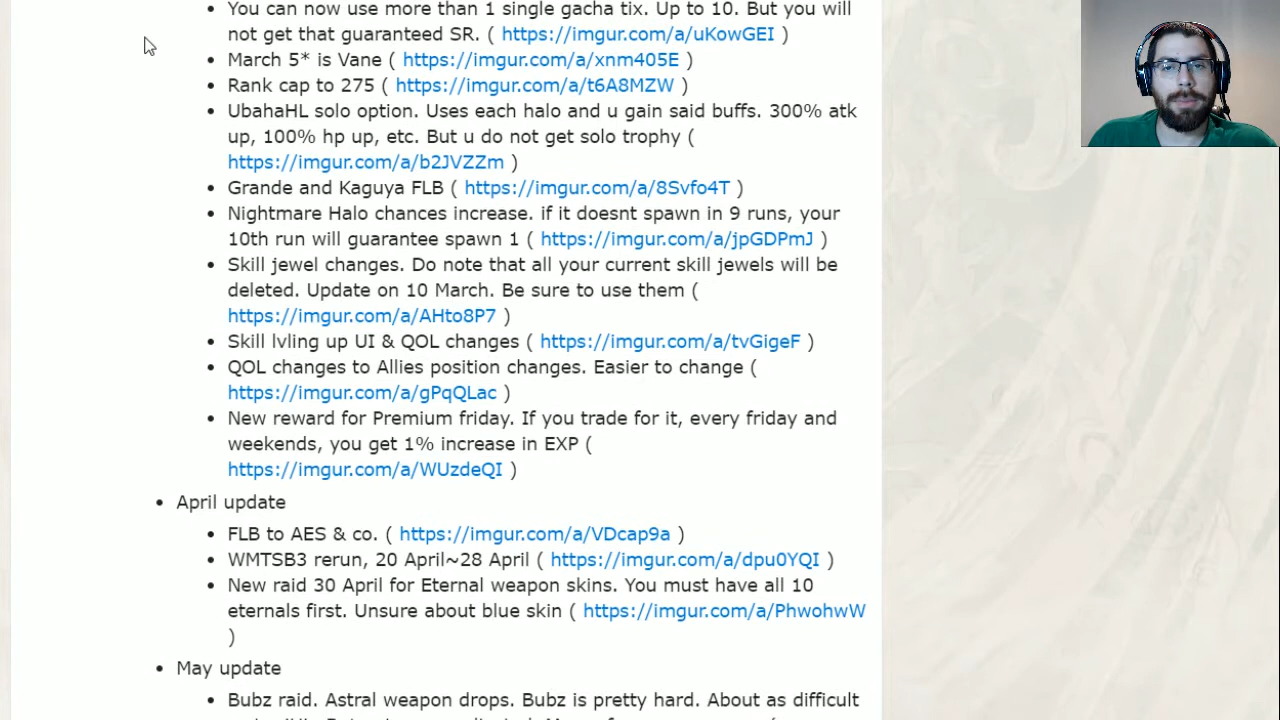 You can now use more than 1 single gacha tix. Up to 10. But you will
not get that guaranteed SR. ( https://imgur.com/a/uKowGEI )
March 5* is Vane ( https://imgur.com/a/xnm405E )
Rank cap to 275 ( https://imgur.com/a/t6A8MZW )
UbahaHL solo option. Uses each halo and u gain said buffs. 300% atk
up, 100% hp up, etc. But u do not get solo trophy (
https://imgur.com/a/b2JVZZm )
Grande and Kaguya FLB ( https://imgur.com/a/8Svfo4T )
Nightmare Halo chances increase. if it doesnt spawn in 9 runs, your
10th run will guarantee spawn 1 ( https://imgur.com/a/jpGDPmJ )
Skill jewel changes. Do note that all your current skill jewels will be
deleted. Update on 10 March. Be sure to use them (
https://imgur.com/a/AHto8P7 )
Skill lvling up UI & QOL changes ( https://imgur.com/a/tvGigeF )
QOL changes to Allies position changes. Easier to change (
https://imgur.com/a/gPqQLac )
New reward for Premium friday. If you trade for it, every friday and
weekends, you get 1% increase in EXP (
https://imgur.com/a/WUzdeQI )
April update
FLB to AES & co. ( https://imgur.com/a/VDcap9a )
WMTSB3 rerun, 20 April~28 April ( https://imgur.com/a/dpu0YQI )
New raid 30 April for Eternal weapon skins. You must have all 10
eternals first. Unsure about blue skin ( https://imgur.com/a/PhwohwW
)
May update
Bubz raid. Astral weapon drops. Bubz is pretty hard. About as difficult